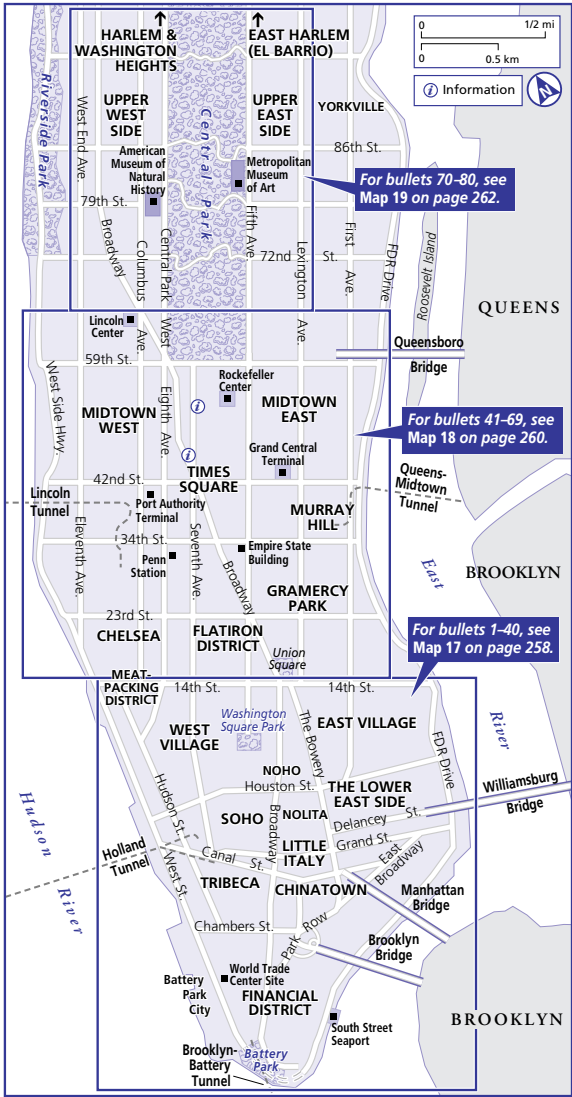 HARLEM &
WASHINGTON
HEIGHTS
EAST HARLEM
(EL BARRIO)
0
1/2 mi
0
0.5 km
i Information
N
Riverside Park
West End Ave.
UPPER
WEST
SIDE
Central Park
UPPER
EAST
SIDE
YORKVILLE
86th St.
American
Museum of
Natural
History
Metropolitan
Museum
of Art
For bullets 70–80, see
Map 19 on page 262.
79th St.
Broadway
Columbus
Ave.
Central Park
West
Fifth Ave.
72nd St.
Lexington
Ave.
First
Ave.
FDR Drive
Roosevelt Island
QUEENS
Lincoln
Center
59th St.
Queensboro
Bridge
West Side Hwy.
Rockefeller
Center
i
MIDTOWN
WEST
Eighth Ave.
MIDTOWN
EAST
For bullets 41–69, see
Map 18 on page 260.
i
Grand Central
Terminal
42nd St.
TIMES
SQUARE
Queens-
Midtown
Tunnel
Lincoln
Tunnel
Port Authority
Terminal
MURRAY
HILL
Eleventh Ave.
34th St.
Seventh Ave.
Penn
Station
Empire State
Building
Broadway
East
River
BROOKLYN
GRAMERCY
PARK
23rd St.
CHELSEA
FLATIRON
DISTRICT
Union
Square
For bullets 1–40, see
Map 17 on page 258.
MEAT-
PACKING
DISTRICT
14th St.
14th St.
Washington
Square Park
WEST
VILLAGE
The Bowery
EAST VILLAGE
FDR Drive
NOHO
Houston St.
THE LOWER
EAST SIDE
Williamsburg
Bridge
Hudson St.
SOHO
Broadway
NOLITA
Delancey St.
Hudson
River
Holland
Tunnel
Canal St.
LITTLE
ITALY
Grand St.
East
Broadway
West St.
TRIBECA
CHINATOWN
Manhattan
Bridge
Chambers St.
Park Row
Brooklyn
Bridge
World Trade
Center Site
Battery
Park
City
FINANCIAL
DISTRICT
BROOKLYN
South Street
Seaport
Brooklyn-
Battery
Tunnel
Battery
Park